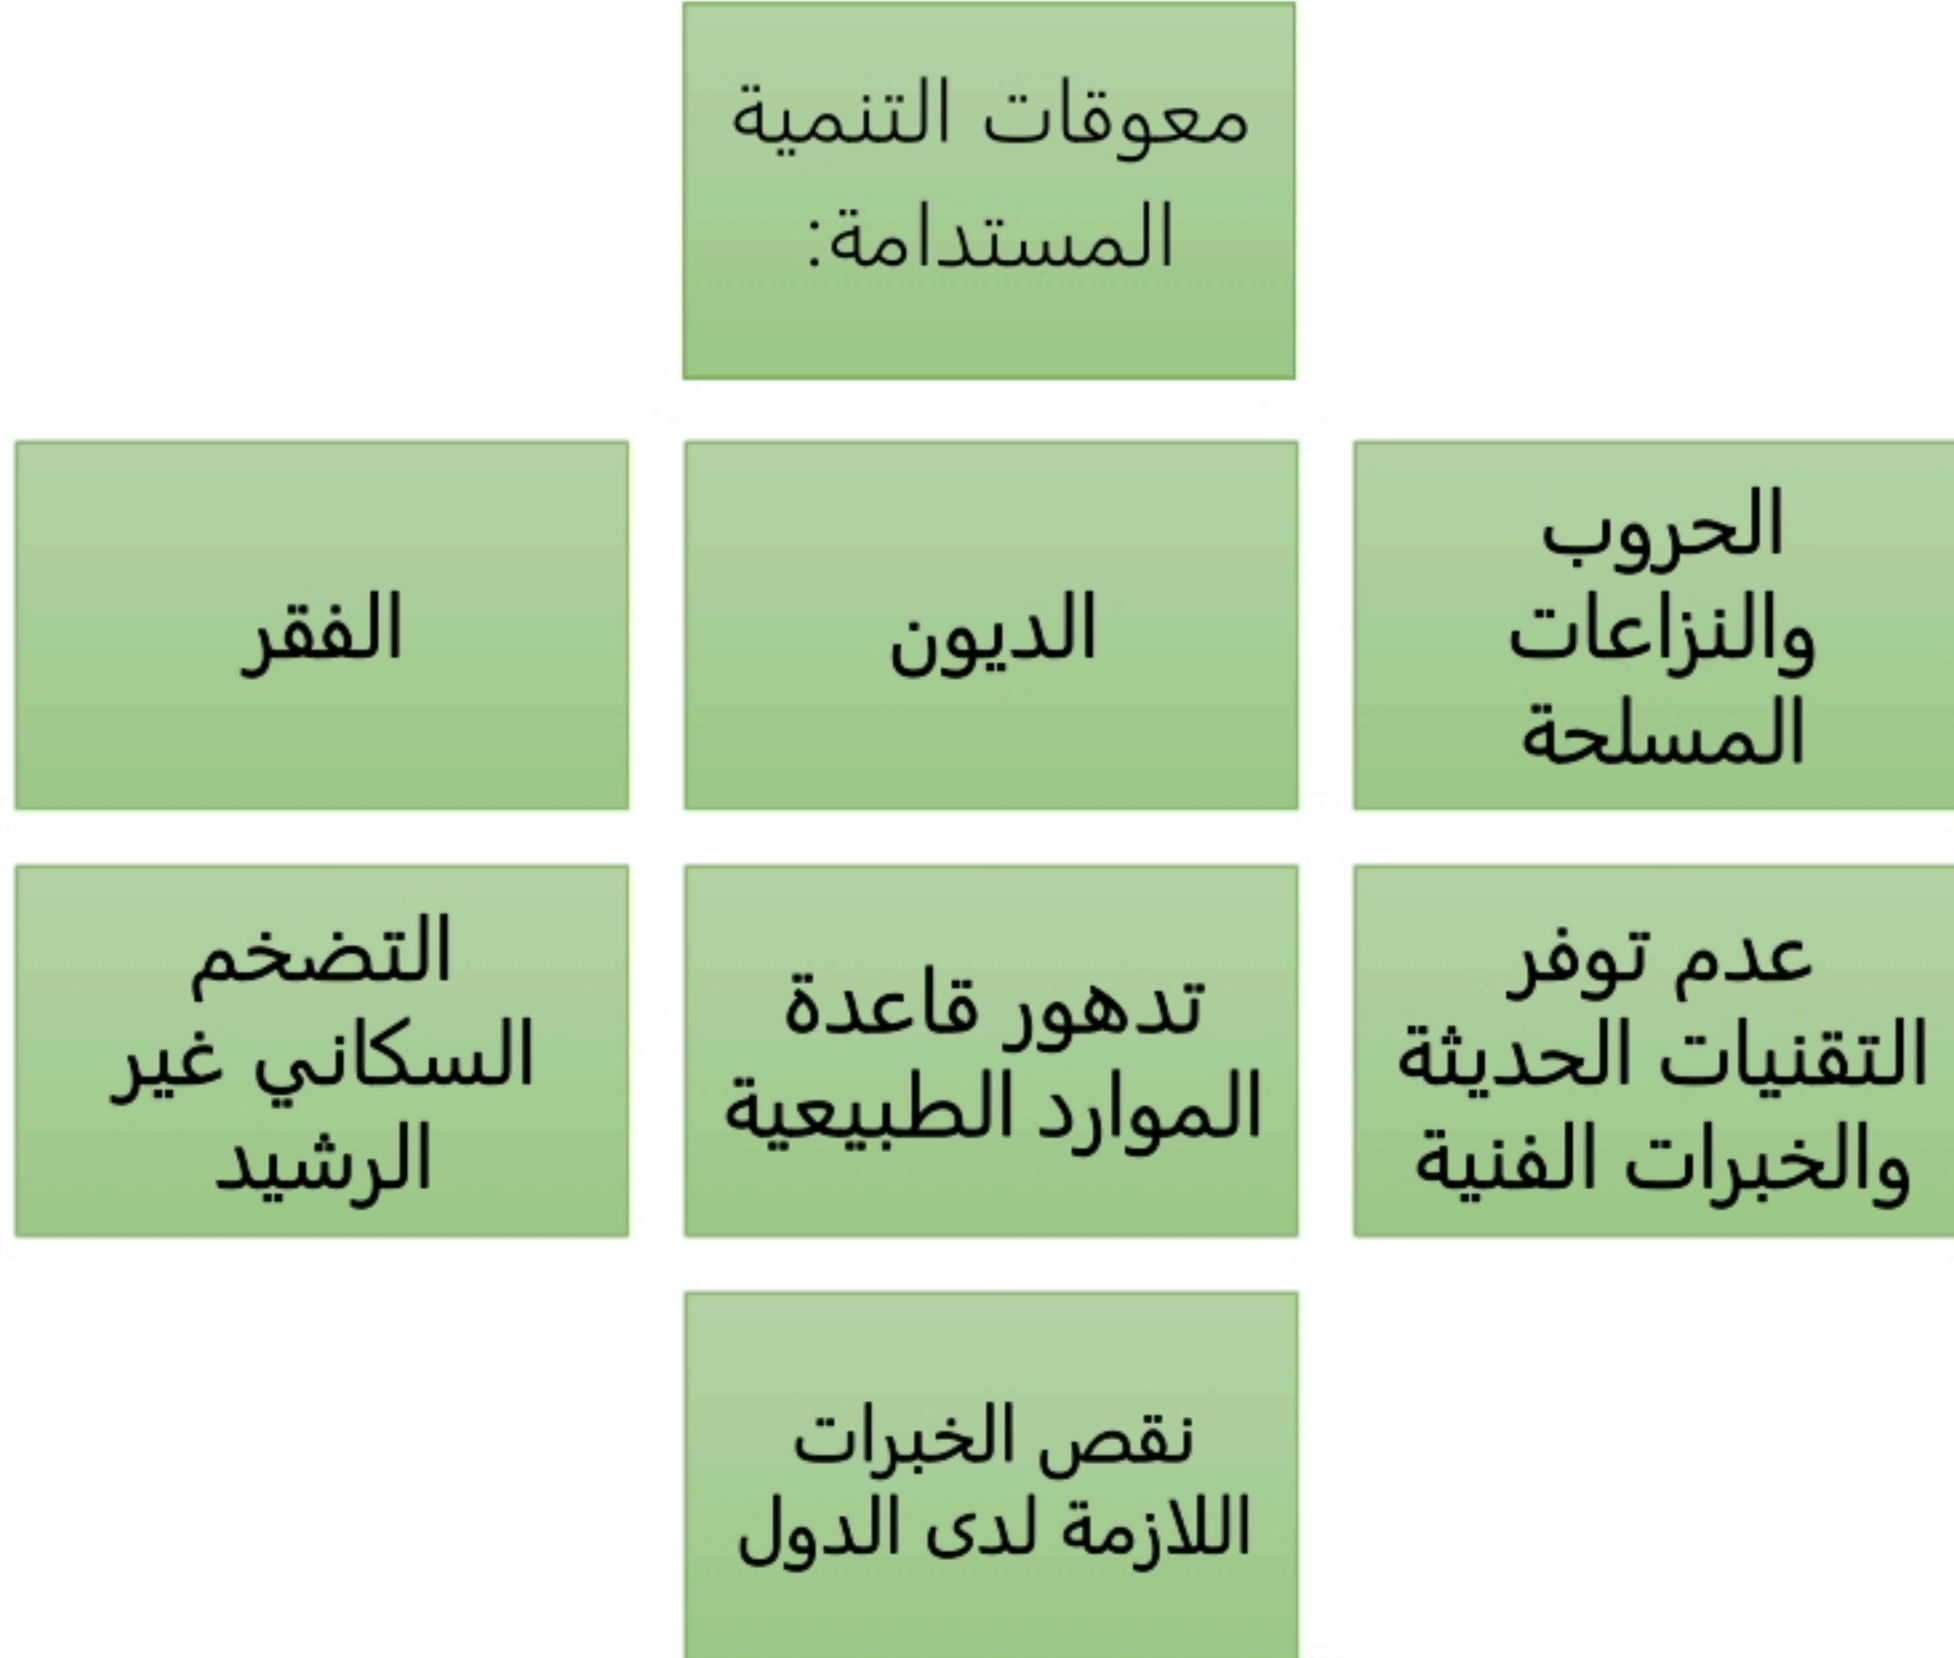 معوقات التنمية
المستدامة:
الحروب
والنزاعات
المسلحة
الديون
الفقر
عدم توفر
التقنيات الحديثة
والخبرات الفنية
تدهور قاعدة
الموارد الطبيعية
التضخم
السكاني غير
الرشيد
نقص الخبرات
اللازمة لدى الدول